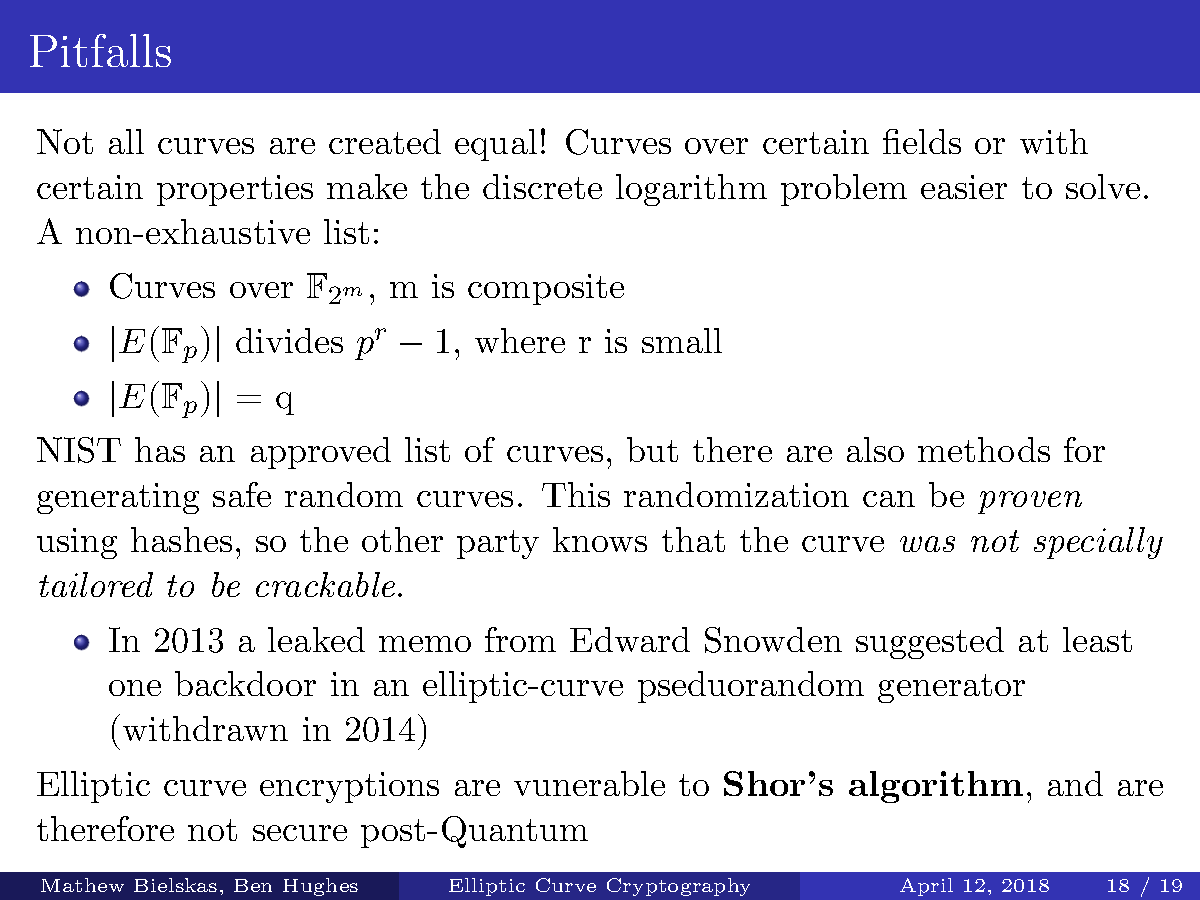 Pitfalls
Not all curves are created equal! Curves over certain fields or with
certain properties make the discrete logarithm problem easier to solve.
A non-exhaustive list:
Curves over 𝔽₂ᵐ, m is composite
|E(𝔽ₚ)| divides pʳ − 1, where r is small
|E(𝔽ₚ)| = q
NIST has an approved list of curves, but there are also methods for
generating safe random curves. This randomization can be proven
using hashes, so the other party knows that the curve was not specially
tailored to be crackable.
In 2013 a leaked memo from Edward Snowden suggested at least
one backdoor in an elliptic-curve pseduorandom generator
(withdrawn in 2014)
Elliptic curve encryptions are vunerable to Shor's algorithm, and are
therefore not secure post-Quantum
Mathew Bielskas, Ben Hughes Elliptic Curve Cryptography April 12, 2018 18 / 19